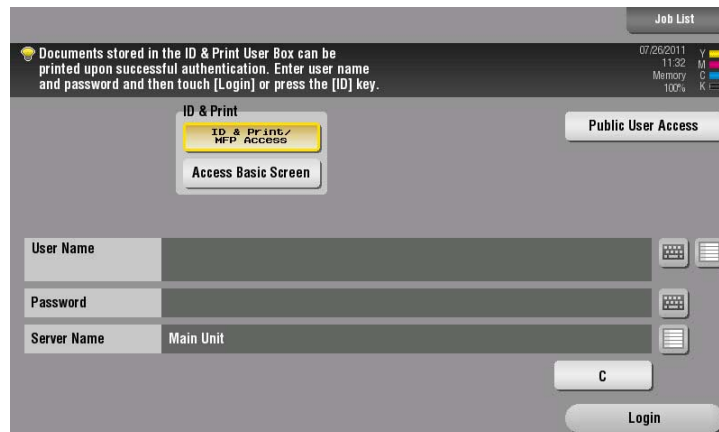 Job List
Documents stored in the ID & Print User Box can be
printed upon successful authentication. Enter user name
and password and then touch [Login] or press the [ID] key.
07/26/2011
11:32
Memory
100%
Y
M
C
K
ID & Print
ID & Print/
MFP Access
Public User Access
Access Basic Screen
User Name
Password
Server Name
Main Unit
C
Login